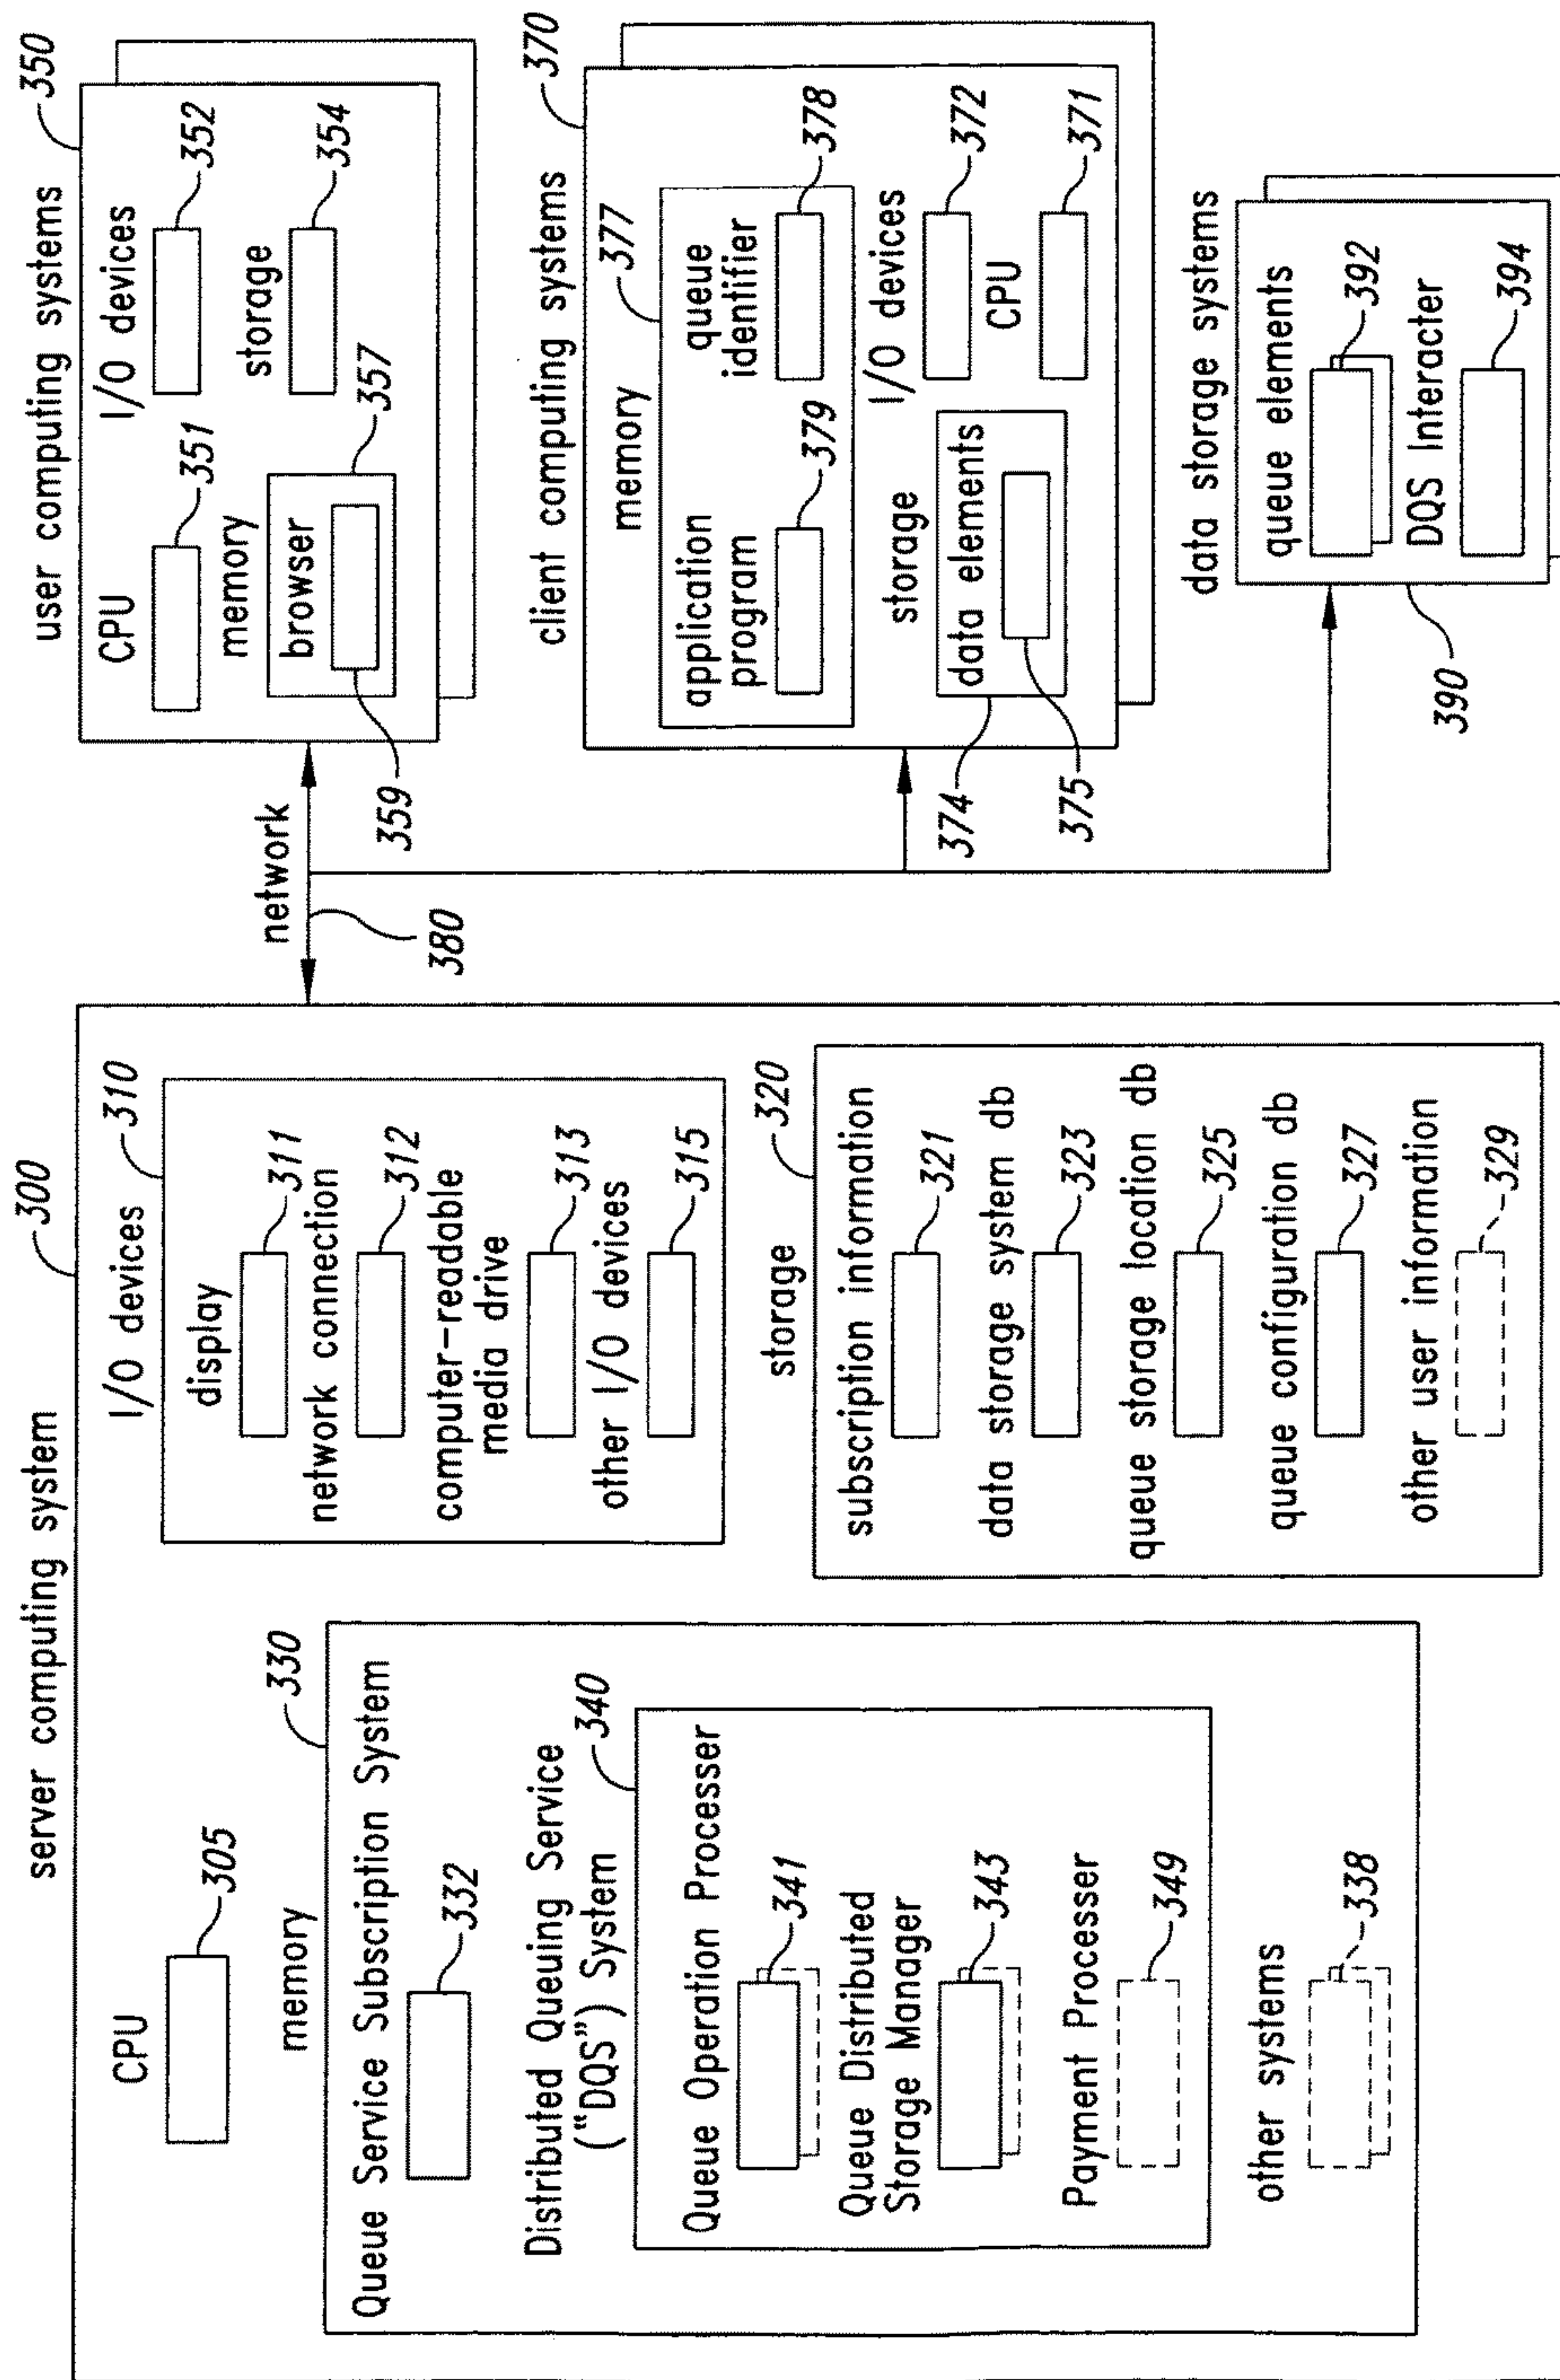 server computing system
300
CPU
305
I/O devices
310
display
311
network connection
312
computer-readable
media drive
313
other I/O devices
315
memory
330
Queue Service Subscription System
332
Distributed Queuing Service
("DQS") System
340
Queue Operation Processer
341
Queue Distributed
Storage Manager
343
Payment Processer
349
other systems
338
storage
320
subscription information
321
data storage system db
323
queue storage location db
325
queue configuration db
327
other user information
329
network
380
user computing systems
350
CPU
351
I/O devices
352
memory
browser
357
359
storage
354
client computing systems
370
memory
377
application
program
379
queue
identifier
378
storage
data elements
374
375
I/O devices
372
CPU
371
data storage systems
queue elements
392
DQS Interacter
394
390